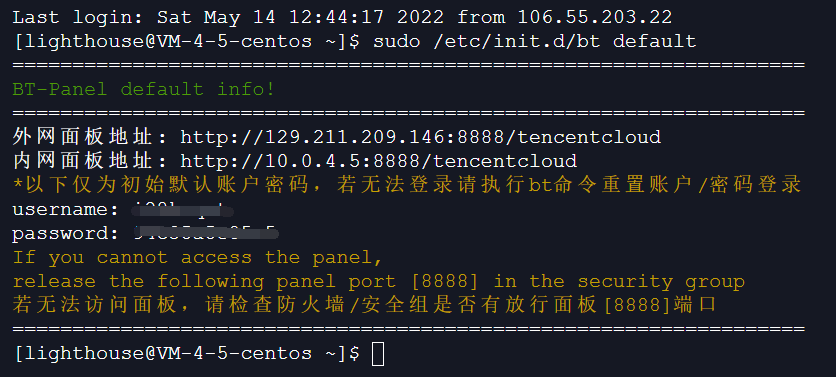 Last login: Sat May 14 12:44:17 2022 from 106.55.203.22
[lighthouse@VM-4-5-centos ~]$ sudo /etc/init.d/bt default
==================================================================
BT-Panel default info!
==================================================================
外网面板地址: http://129.211.209.146:8888/tencentcloud
内网面板地址: http://10.0.4.5:8888/tencentcloud
*以下仅为初始默认账户密码，若无法登录请执行bt命令重置账户/密码登录
username:
password:
If you cannot access the panel,
release the following panel port [8888] in the security group
若无法访问面板，请检查防火墙/安全组是否有放行面板[8888]端口
==================================================================
[lighthouse@VM-4-5-centos ~]$